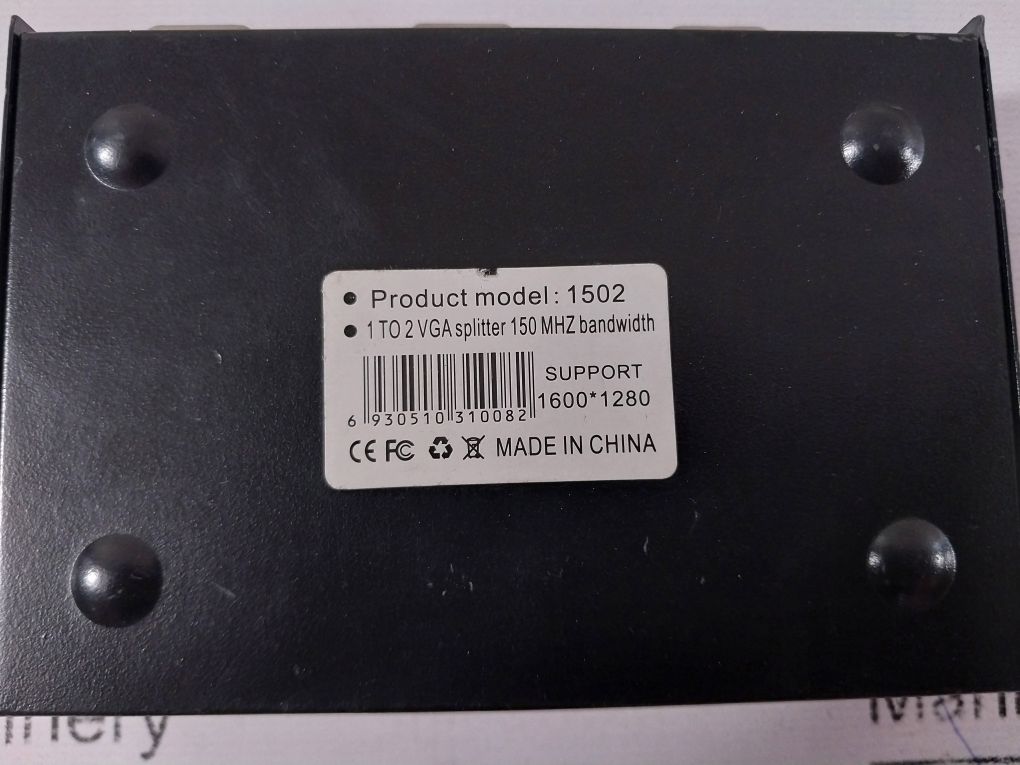 Product model: 1502
1 TO 2 VGA splitter 150 MHZ bandwidth
SUPPORT
1600*1280
6 930510 310082
CE FC MADE IN CHINA